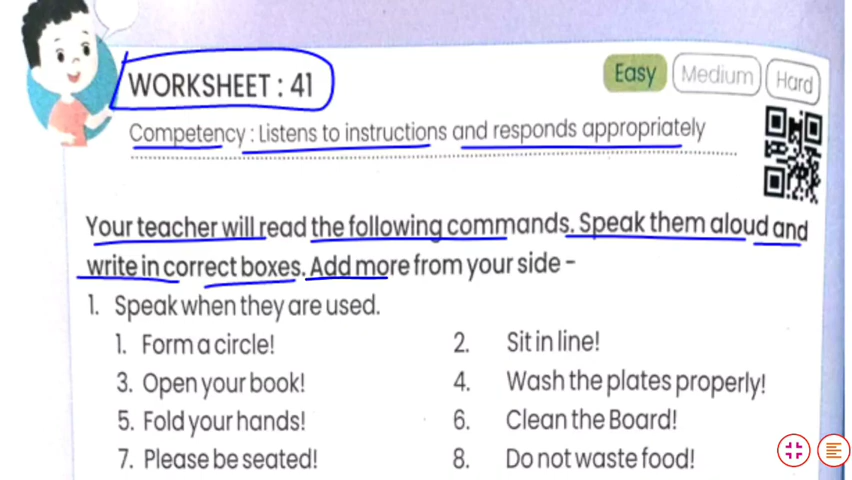 WORKSHEET : 41
Easy Medium Hard
Competency : Listens to instructions and responds appropriately
Your teacher will read the following commands. Speak them aloud and
write in correct boxes. Add more from your side -
1. Speak when they are used.
1. Form a circle!
2. Sit in line!
3. Open your book!
4. Wash the plates properly!
5. Fold your hands!
6. Clean the Board!
7. Please be seated!
8. Do not waste food!